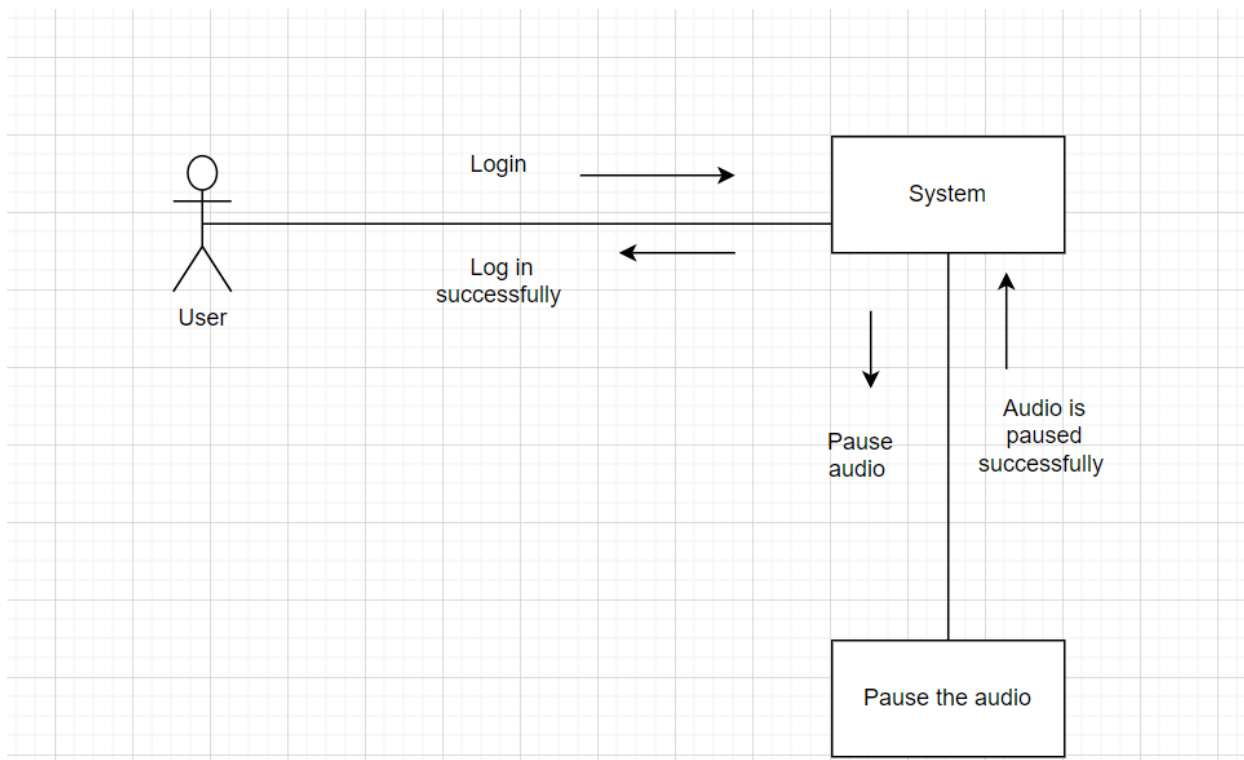 Login
System
Log in
successfully
User
Pause
audio
Audio is
paused
successfully
Pause the audio